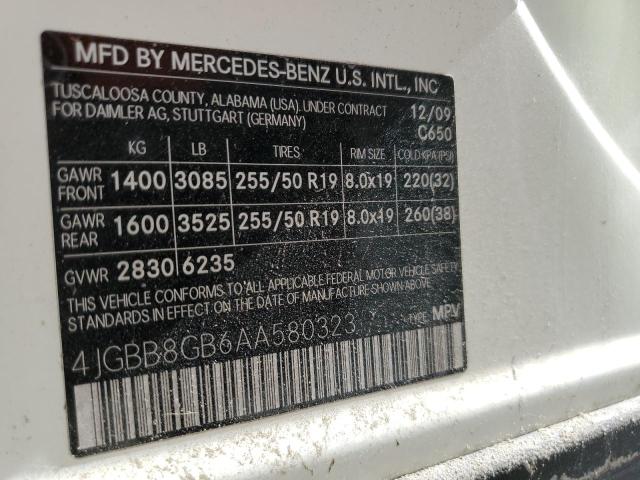 MFD BY MERCEDES-BENZ U.S. INTL., INC
TUSCALOOSA COUNTY, ALABAMA (USA). UNDER CONTRACT 12/09
FOR DAIMLER AG, STUTTGART (GERMANY) C650
KG LB TIRES RIM SIZE COLD KPA (PSI)
GAWR FRONT 1400 3085 255/50 R19 8.0x19 220(32)
GAWR REAR 1600 3525 255/50 R19 8.0x19 260(38)
GVWR 2830 6235
THIS VEHICLE CONFORMS TO ALL APPLICABLE FEDERAL MOTOR VEHICLE SAFETY
STANDARDS IN EFFECT ON THE DATE OF MANUFACTURE SHOWN ABOVE.
4JGBB8GB6AA580323 TYPE: MPV